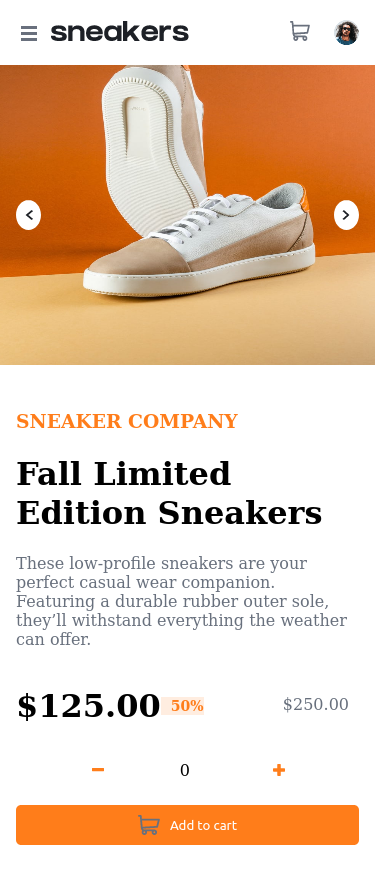 sneakers
SNEAKER COMPANY
Fall Limited
Edition Sneakers
These low-profile sneakers are your
perfect casual wear companion.
Featuring a durable rubber outer sole,
they’ll withstand everything the weather
can offer.
$125.00 50% $250.00
0
Add to cart